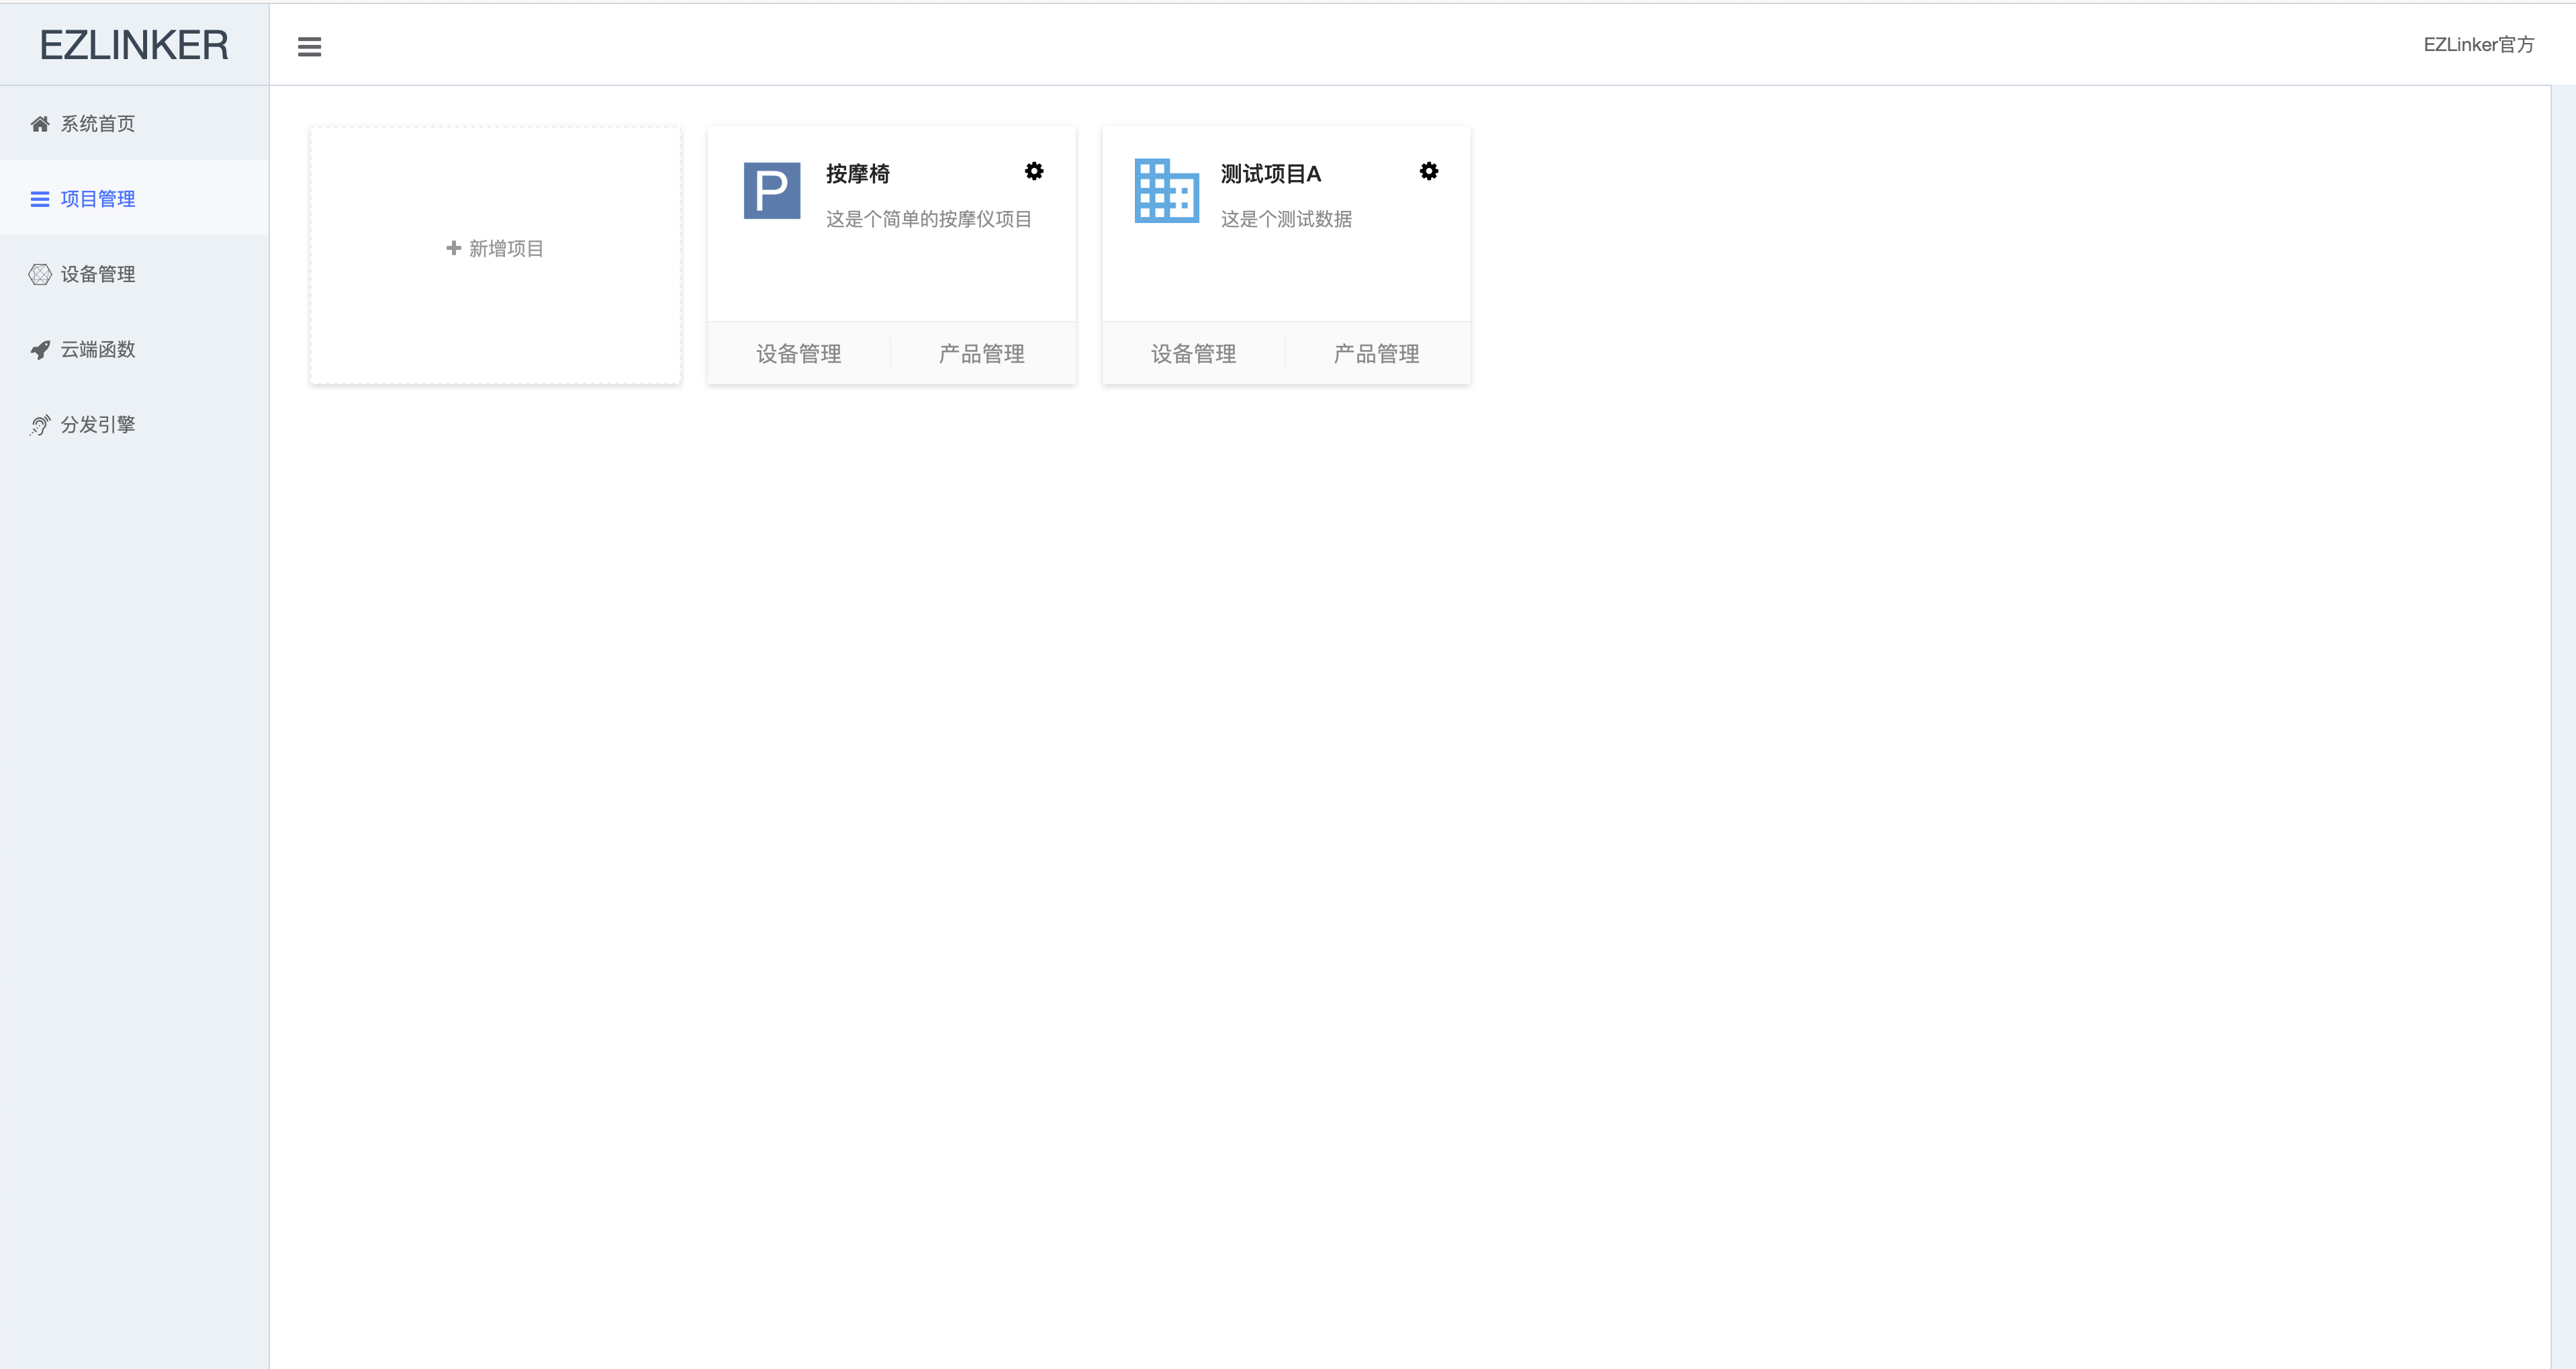 EZLINKER
EZLinker官方
系统首页
项目管理
设备管理
云端函数
分发引擎
新增项目
P
按摩椅
这是个简单的按摩仪项目
设备管理
产品管理
测试项目A
这是个测试数据
设备管理
产品管理